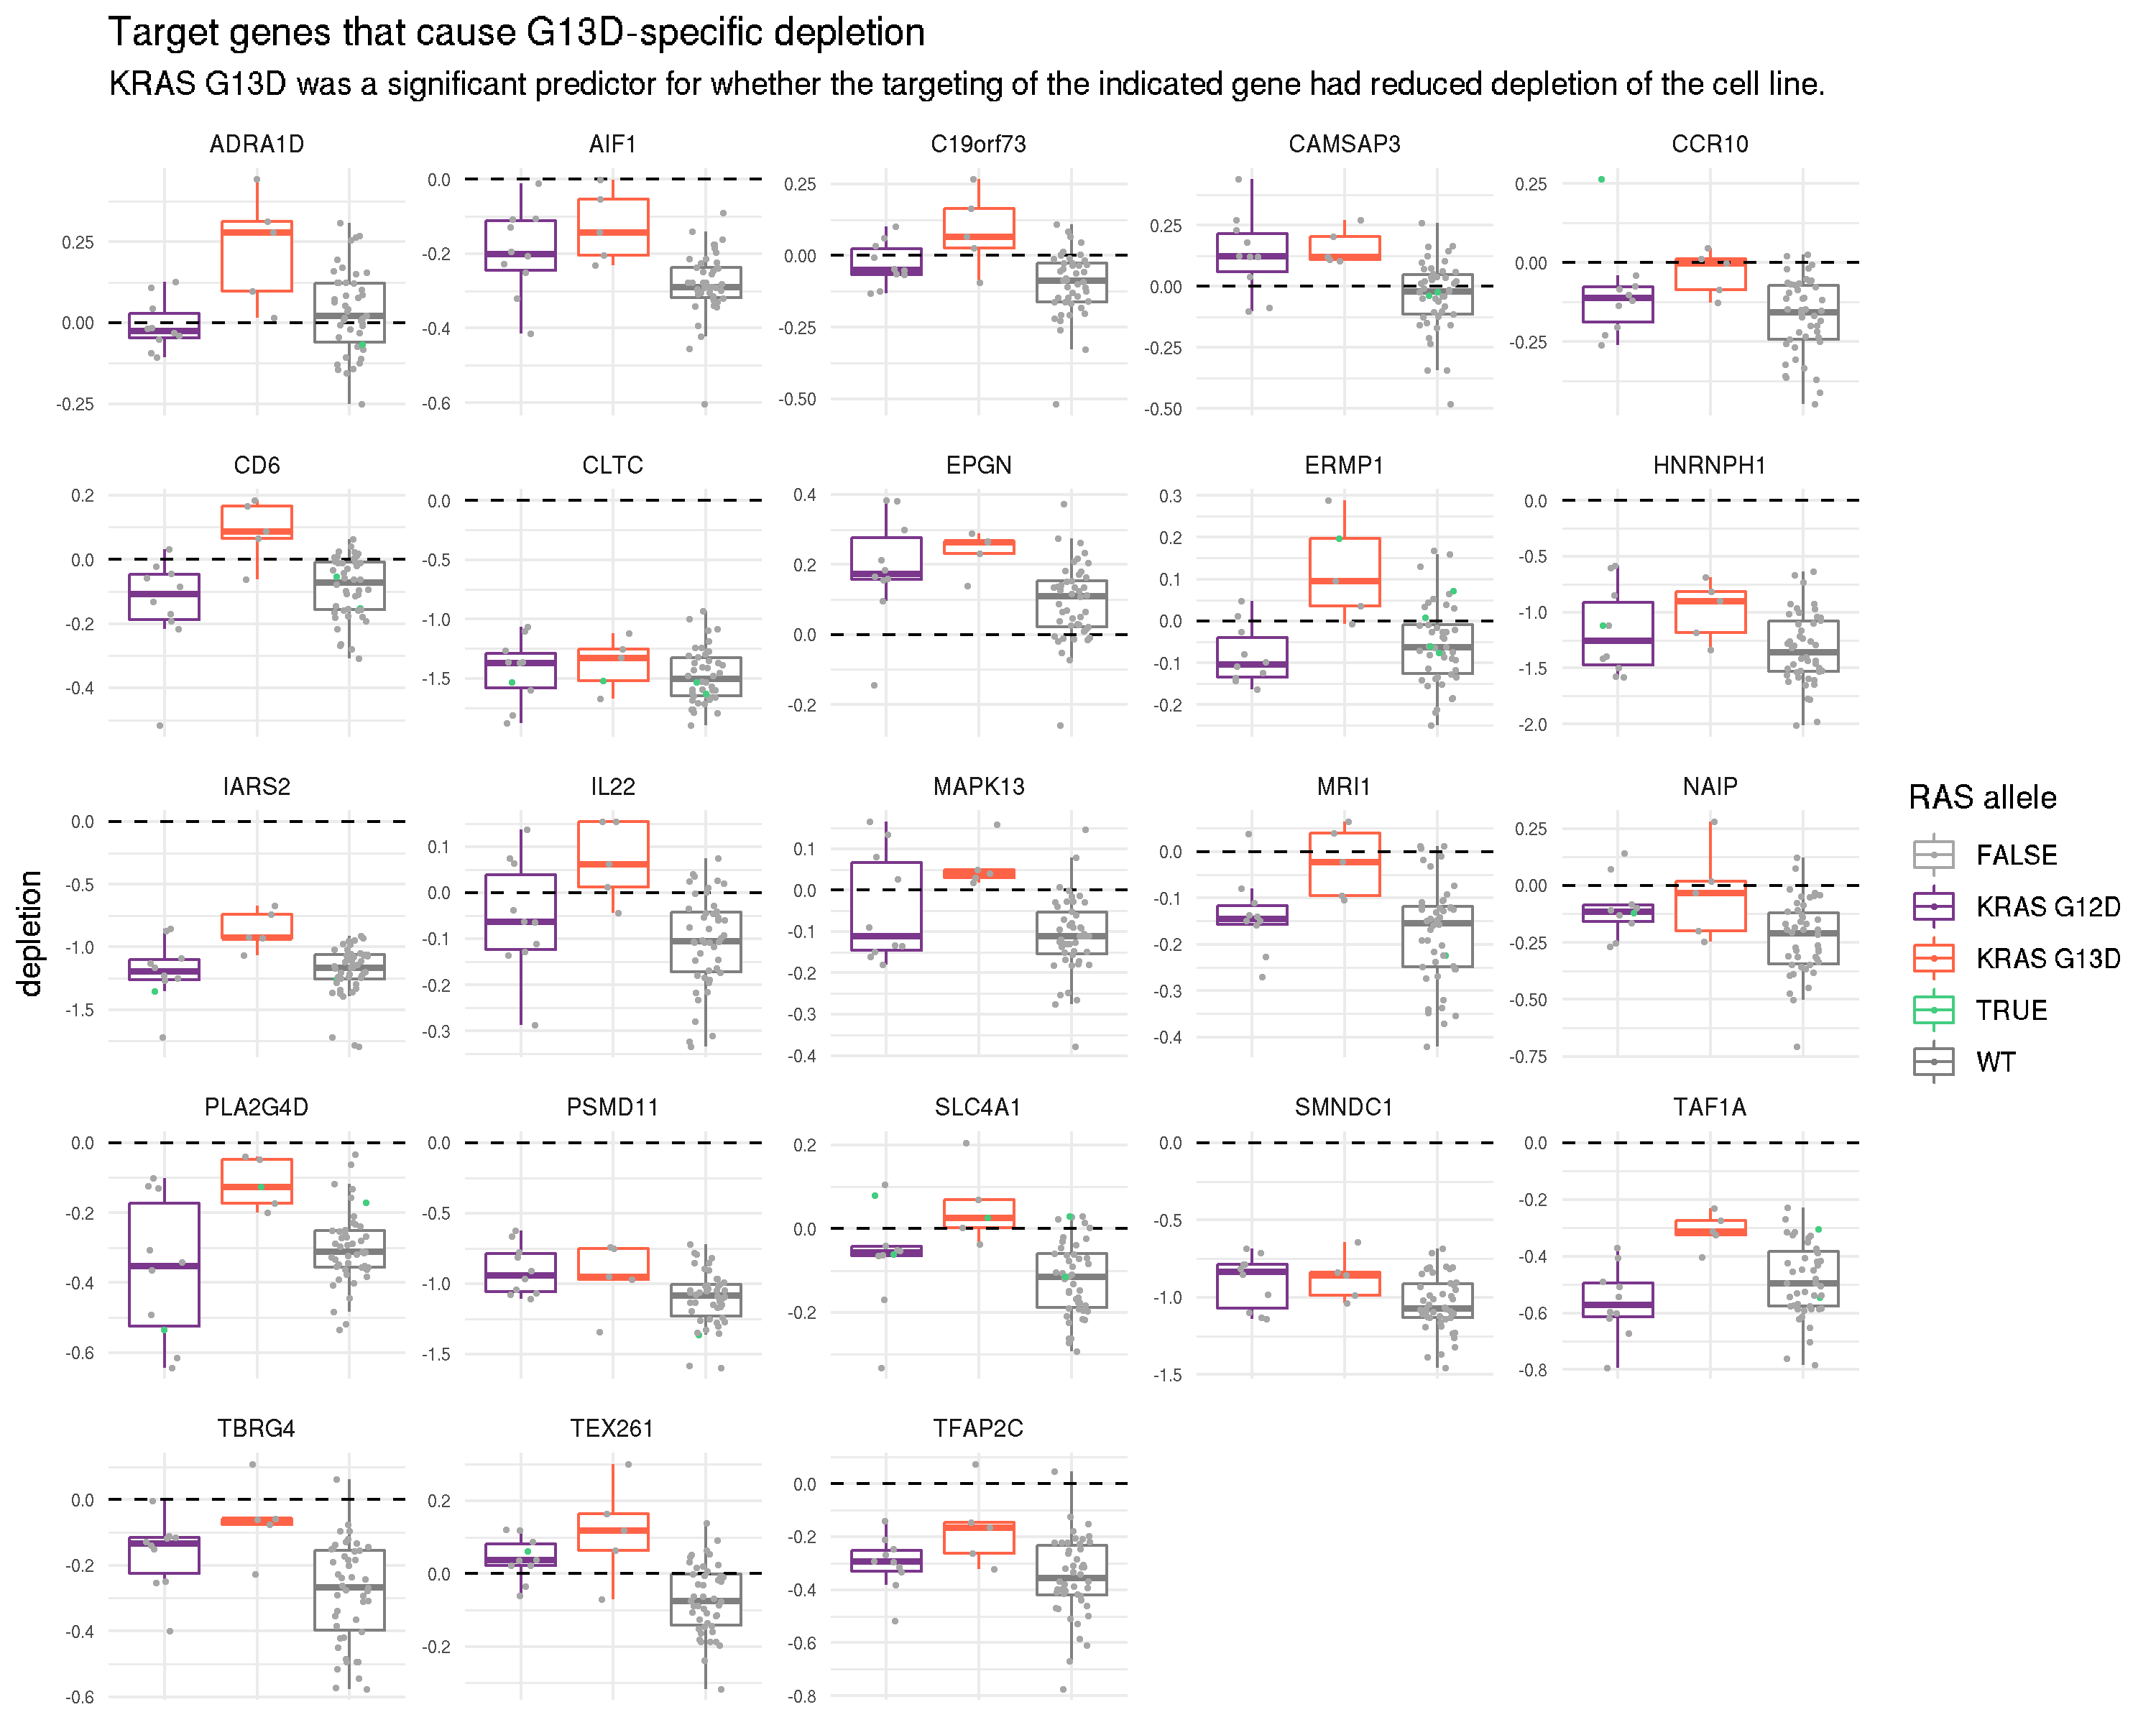 Target genes that cause G13D-specific depletion
KRAS G13D was a significant predictor for whether the targeting of the indicated gene had reduced depletion of the cell line.
ADRA1D AIF1 C19orf73 CAMSAP3 CCR10
0.25 0.00 -0.25
0.0 -0.2 -0.4 -0.6
0.25 0.00 -0.25 -0.50
0.25 0.00 -0.25 -0.50
0.25 0.00 -0.25
CD6 CLTC EPGN ERMP1 HNRNPH1
0.2 0.0 -0.2 -0.4
0.0 -0.5 -1.0 -1.5
0.4 0.2 0.0 -0.2
0.3 0.2 0.1 0.0 -0.1 -0.2
0.0 -0.5 -1.0 -1.5 -2.0
IARS2 IL22 MAPK13 MRI1 NAIP
0.0 -0.5 -1.0 -1.5
0.1 0.0 -0.1 -0.2 -0.3
0.1 0.0 -0.1 -0.2 -0.3 -0.4
0.0 -0.1 -0.2 -0.3 -0.4
0.25 0.00 -0.25 -0.50 -0.75
PLA2G4D PSMD11 SLC4A1 SMNDC1 TAF1A
0.0 -0.2 -0.4 -0.6
0.0 -0.5 -1.0 -1.5
0.2 0.0 -0.2
0.0 -0.5 -1.0 -1.5
0.0 -0.2 -0.4 -0.6 -0.8
TBRG4 TEX261 TFAP2C
0.0 -0.2 -0.4 -0.6
0.2 0.0 -0.2
0.0 -0.2 -0.4 -0.6 -0.8
depletion
RAS allele
FALSE
KRAS G12D
KRAS G13D
TRUE
WT